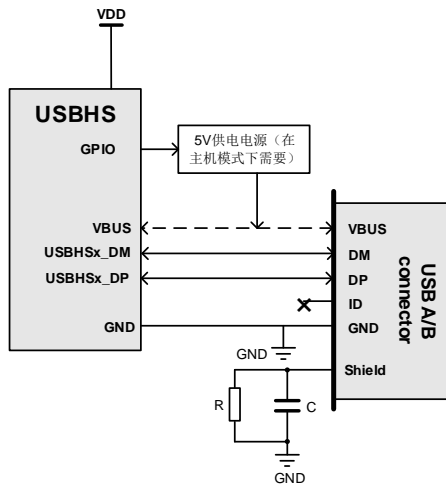 VDD
USBHS
GPIO
5V供电电源（在
主机模式下需要）
VBUS
USBHSx_DM
USBHSx_DP
GND
VBUS
DM
DP
ID
GND
Shield
USB A/B
connector
GND
R
C
GND